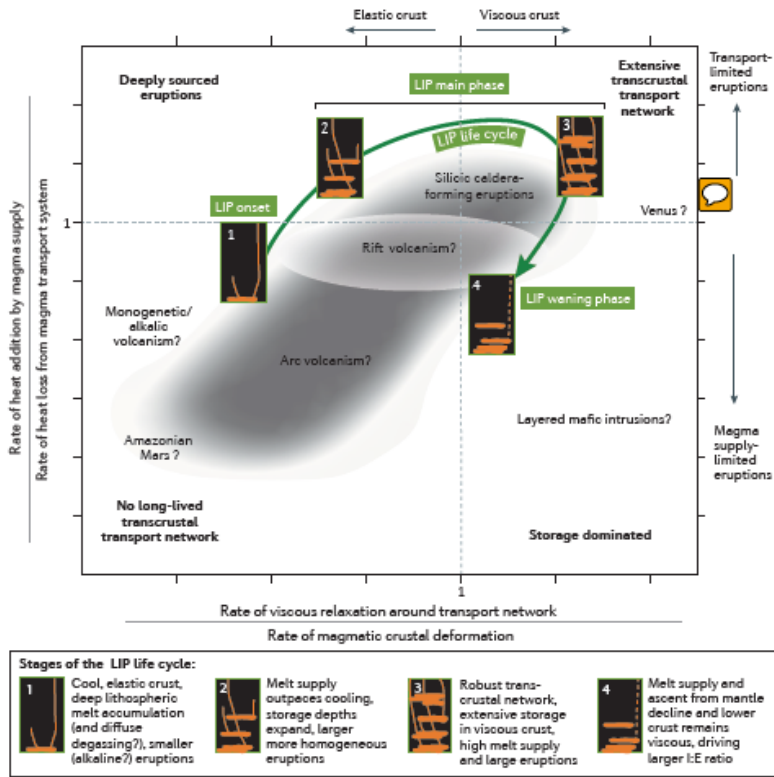 Elastic crust
Viscous crust
Deeply sourced
eruptions
Extensive
transcrustal
transport
network
Transport-
limited
eruptions
LIP main phase
2
3
LIP life cycle
Silicic caldera-
forming eruptions
LIP onset
1
1
Venus ?
Rift volcanism?
4
LIP waning phase
Monogenetic/
alkalic
volcanism?
Arc volcanism?
Layered mafic intrusions?
Amazonian
Mars ?
Magma
supply-limited
eruptions
No long-lived
transcrustal
transport network
Storage dominated
Rate of heat addition by magma supply
Rate of heat loss from magma transport system
1
Rate of viscous relaxation around transport network
Rate of magmatic crustal deformation
Stages of the LIP life cycle:
1
Cool, elastic crust,
deep lithospheric
melt accumulation
(and diffuse
degassing?), smaller
(alkaline?) eruptions
2
Melt supply
outpaces cooling,
storage depths
expand, larger
more homogeneous
eruptions
3
Robust trans-
crustal network,
extensive storage
in viscous crust,
high melt supply
and large eruptions
4
Melt supply and
ascent from mantle
decline and lower
crust remains
viscous, driving
larger I:E ratio